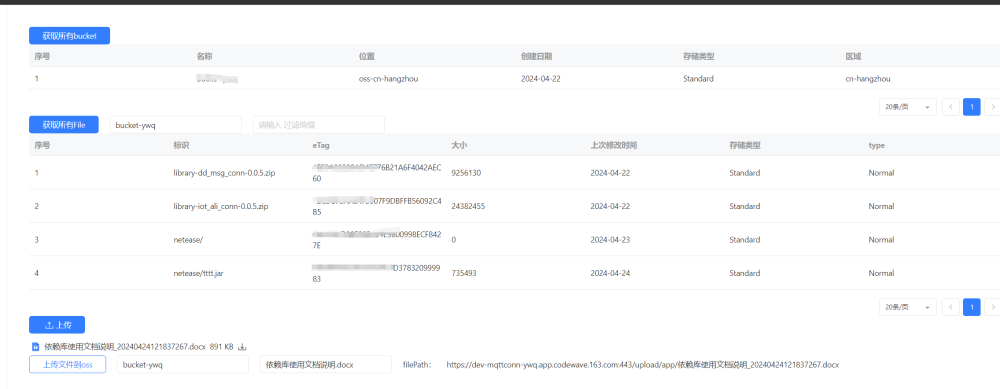 获取所有bucket
序号 名称 位置 创建日期 存储类型 区域
1 oss-cn-hangzhou 2024-04-22 Standard cn-hangzhou
20条/页 1
获取所有File bucket-ywq 请输入 过滤前缀
序号 标识 eTag 大小 上次修改时间 存储类型 type
1 library-dd_msg_conn-0.0.5.zip 76B21A6F4042AEC 9256130 2024-04-22 Standard Normal
60
2 library-iot_ali_conn-0.0.5.zip 07F9DBFFB56092C4 24382455 2024-04-22 Standard Normal
B5
3 netease/ 00998ECF842 0 2024-04-23 Standard Normal
7E
4 netease/tttt.jar D3783209999 735493 2024-04-24 Standard Normal
83
20条/页 1
上传
依赖库使用文档说明_20240424121837267.docx 891 KB
上传文件到oss bucket-ywq 依赖库使用文档说明.docx filePath: https://dev-mqttconn-ywq.app.codewave.163.com:443/upload/app/依赖库使用文档说明_20240424121837267.docx